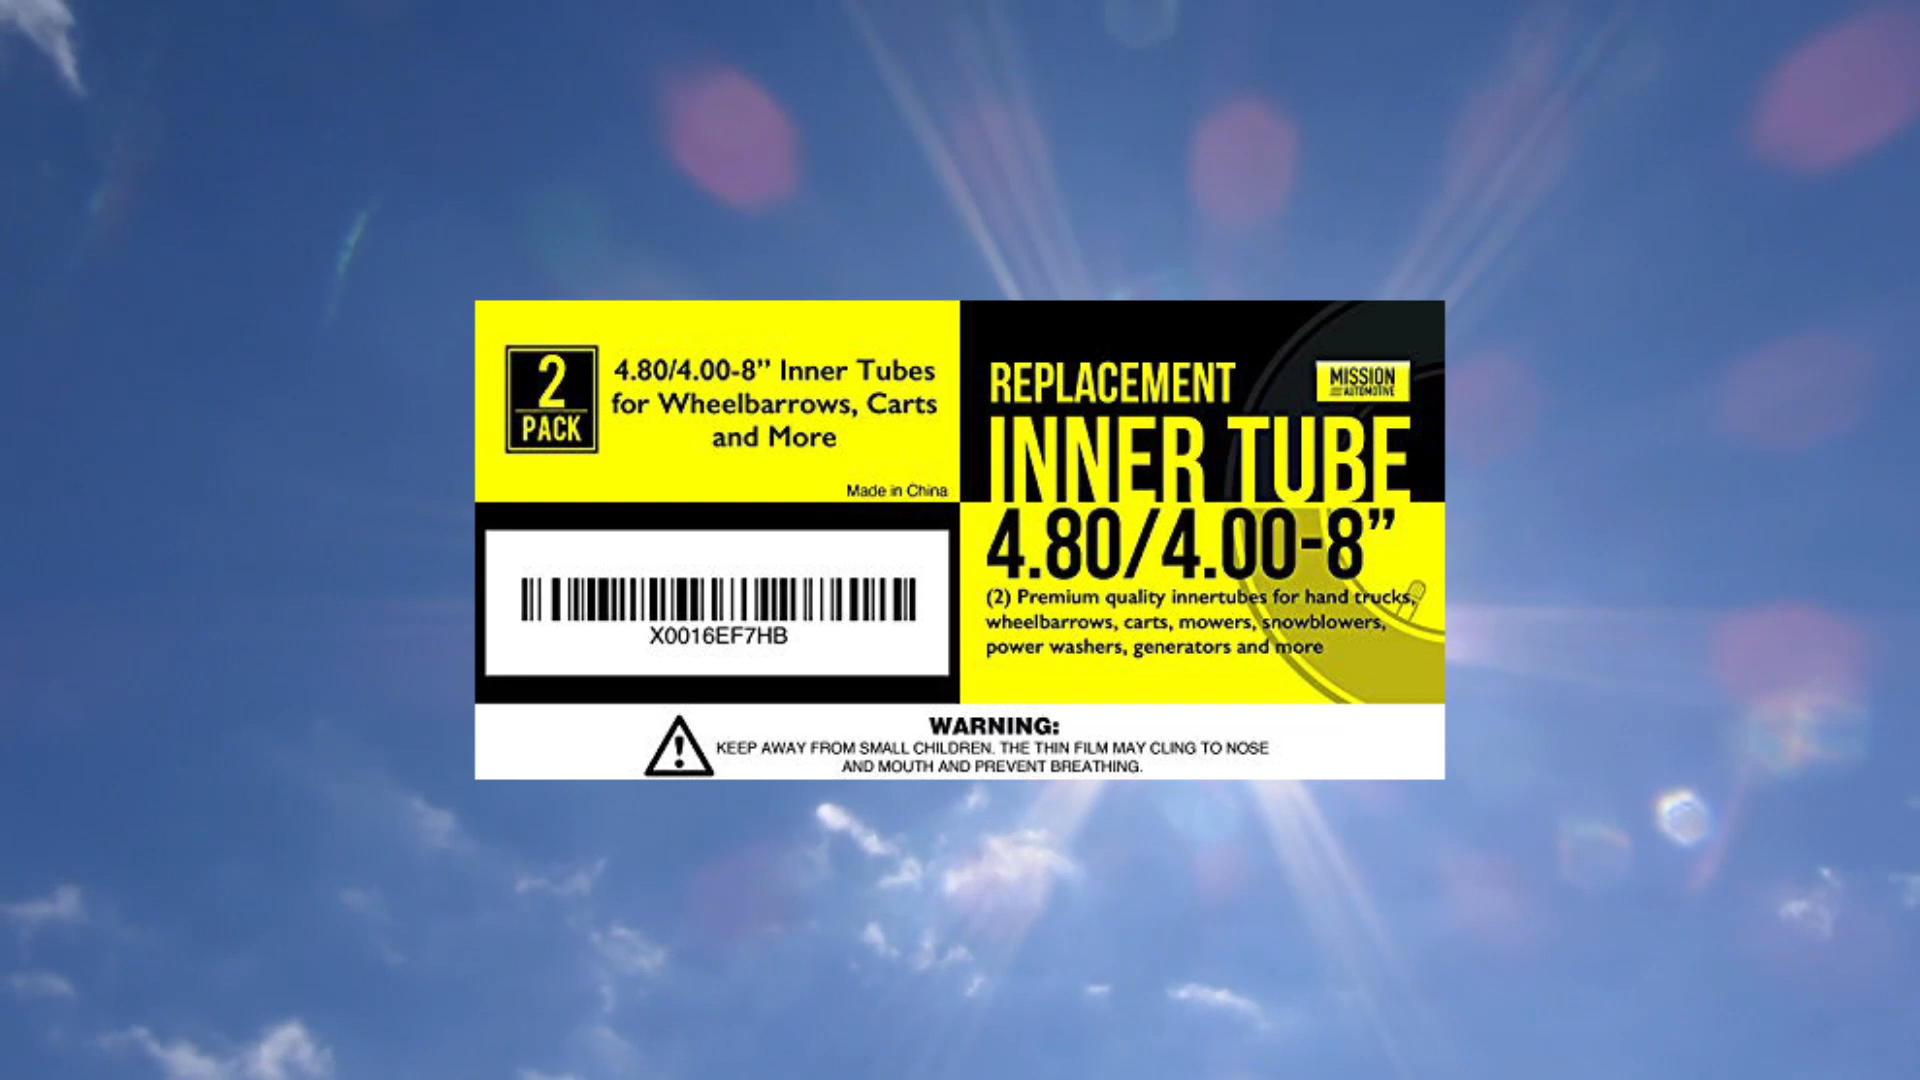 2
PACK
4.80/4.00-8” Inner Tubes
for Wheelbarrows, Carts
and More
Made in China
X0016EF7HB
REPLACEMENT
MISSION
AUTOMOTIVE
INNER TUBE
4.80/4.00-8”
(2) Premium quality innertubes for hand trucks,
wheelbarrows, carts, mowers, snowblowers,
power washers, generators and more
WARNING:
KEEP AWAY FROM SMALL CHILDREN. THE THIN FILM MAY CLING TO NOSE
AND MOUTH AND PREVENT BREATHING.